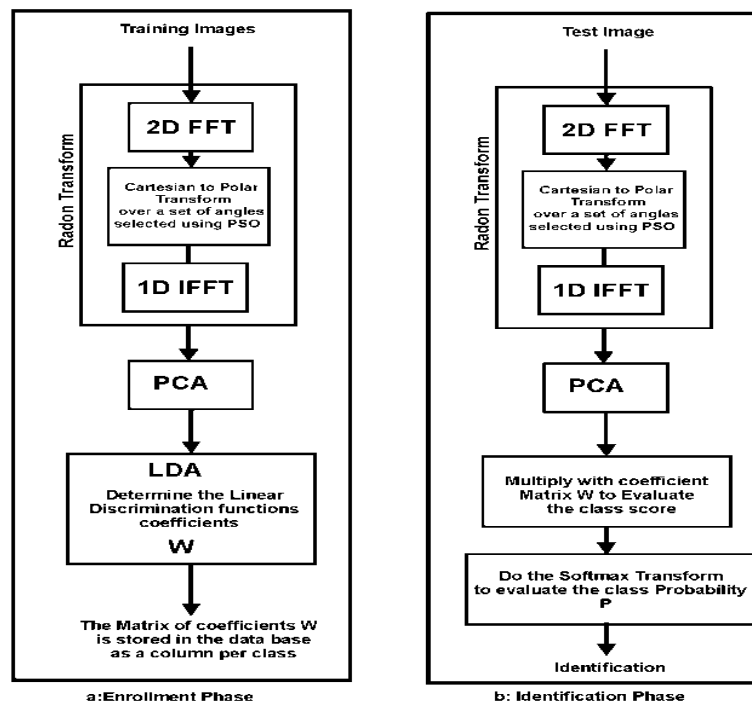 Training Images
Radon Transform
2D FFT
Cartesian to Polar
Transform
over a set of angles
selected using PSO
1D IFFT
PCA
LDA
Determine the Linear
Discrimination functions
coefficients
W
The Matrix of coefficients W
is stored in the data base
as a column per class
a:Enrollment Phase
Test Image
Radon Transform
2D FFT
Cartesian to Polar
Transform
over a set of angles
selected using PSO
1D IFFT
PCA
Multiply with coefficient
Matrix W to Evaluate
the class score
Do the Softmax Transform
to evaluate the class Probability
P
Identification
b: Identification Phase